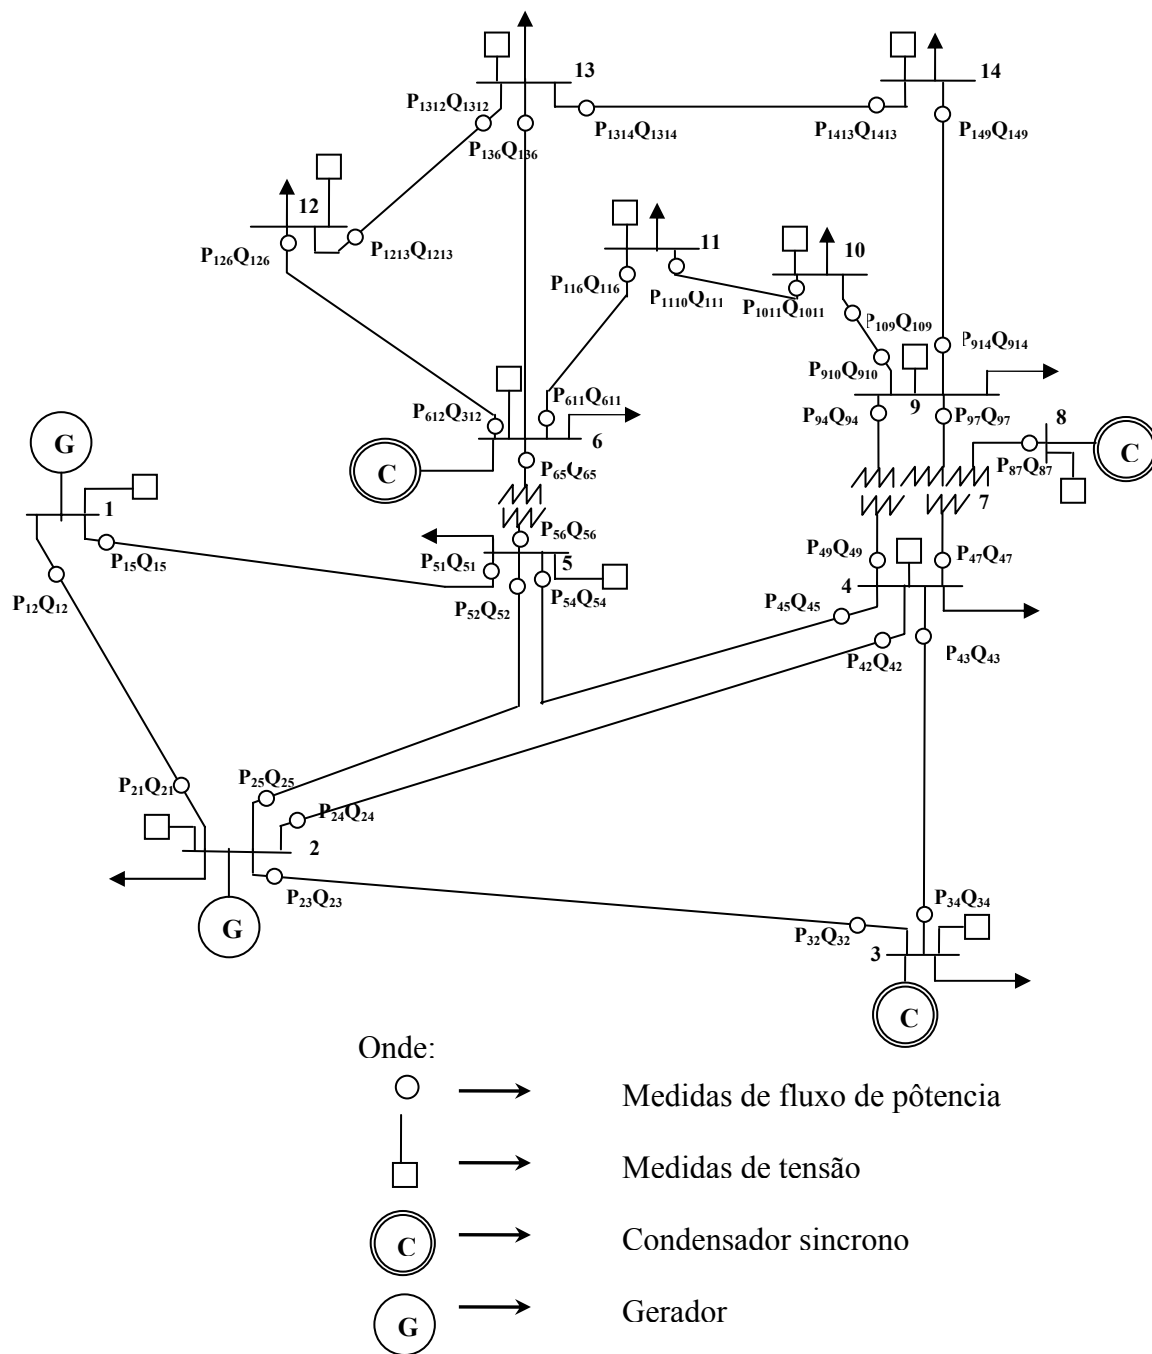 13
14
P1312Q1312
P136Q136
P1314Q1314
P1413Q1413
P149Q149
12
P126Q126
P1213Q1213
11
10
P116Q116
P1110Q111
P1011Q1011
P109Q109
P914Q914
P910Q910
9
P94Q94
P97Q97
8
P87Q87
C
7
P612Q312
P611Q611
6
C
P65Q65
P56Q56
G
1
P15Q15
P12Q12
P51Q51
5
P52Q52
P54Q54
P49Q49
P47Q47
4
P45Q45
P42Q42
P43Q43
P21Q21
P25Q25
P24Q24
2
P23Q23
G
P34Q34
P32Q32
3
C
Onde:
Medidas de fluxo de pôtencia
Medidas de tensão
C
Condensador sincrono
G
Gerador